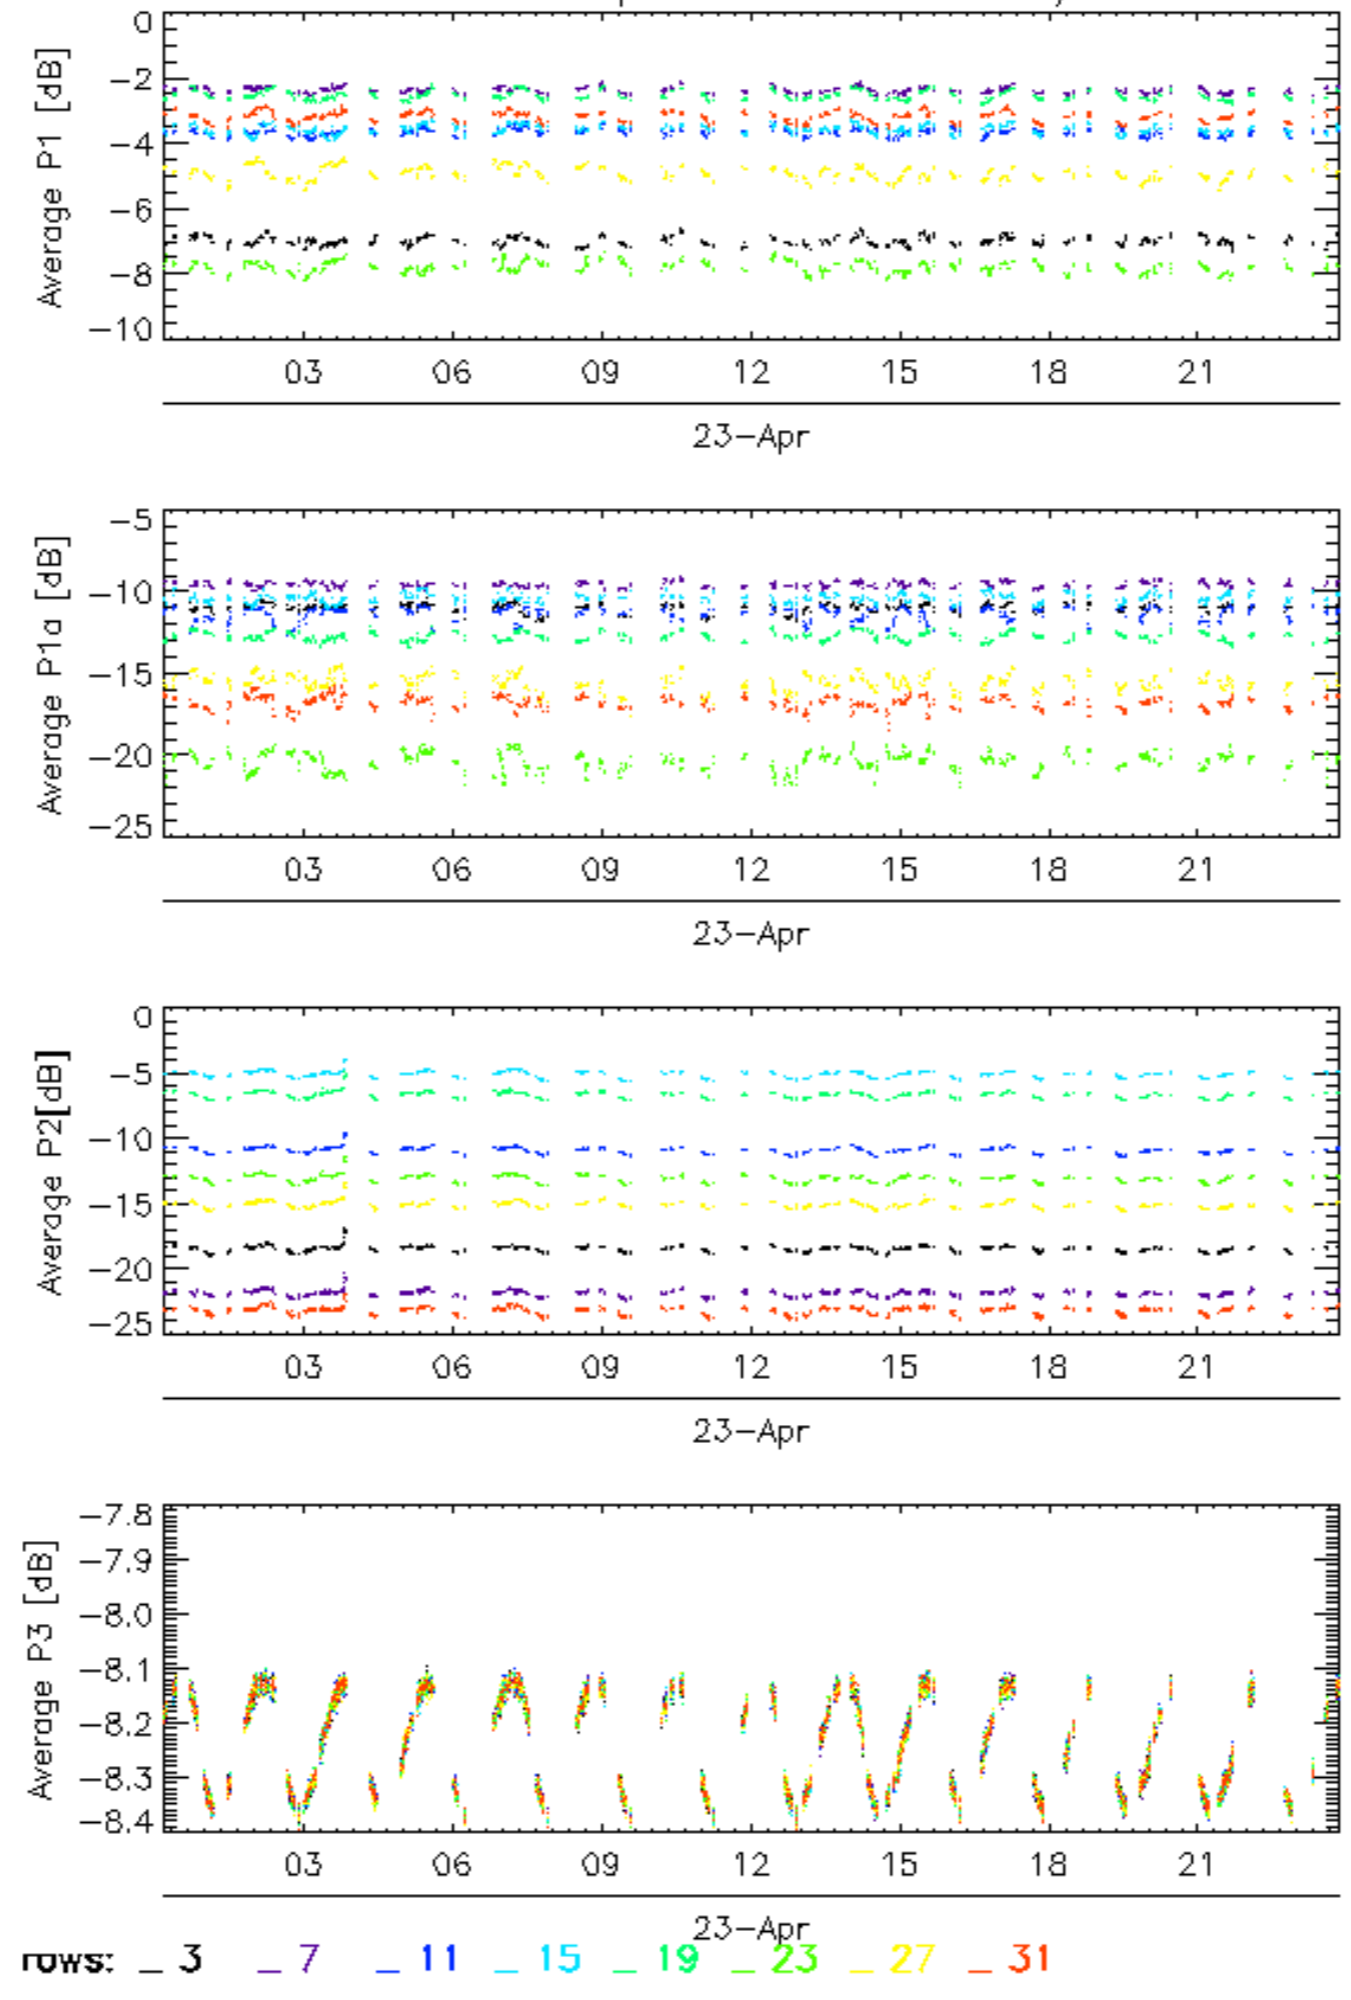 0
−2
−4
−6
−8
−10
Average P1 [dB]
03 06 09 12 15 18 21
23−Apr
−5
−10
−15
−20
−25
Average P1a [dB]
03 06 09 12 15 18 21
23−Apr
0
−5
−10
−15
−20
−25
Average P2[dB]
03 06 09 12 15 18 21
23−Apr
−7.8
−7.9
−8.0
−8.1
−8.2
−8.3
−8.4
Average P3 [dB]
03 06 09 12 15 18 21
23−Apr
rows: _ 3 _ 7 _ 11 _ 15 _ 19 _ 23 _ 27 _ 31